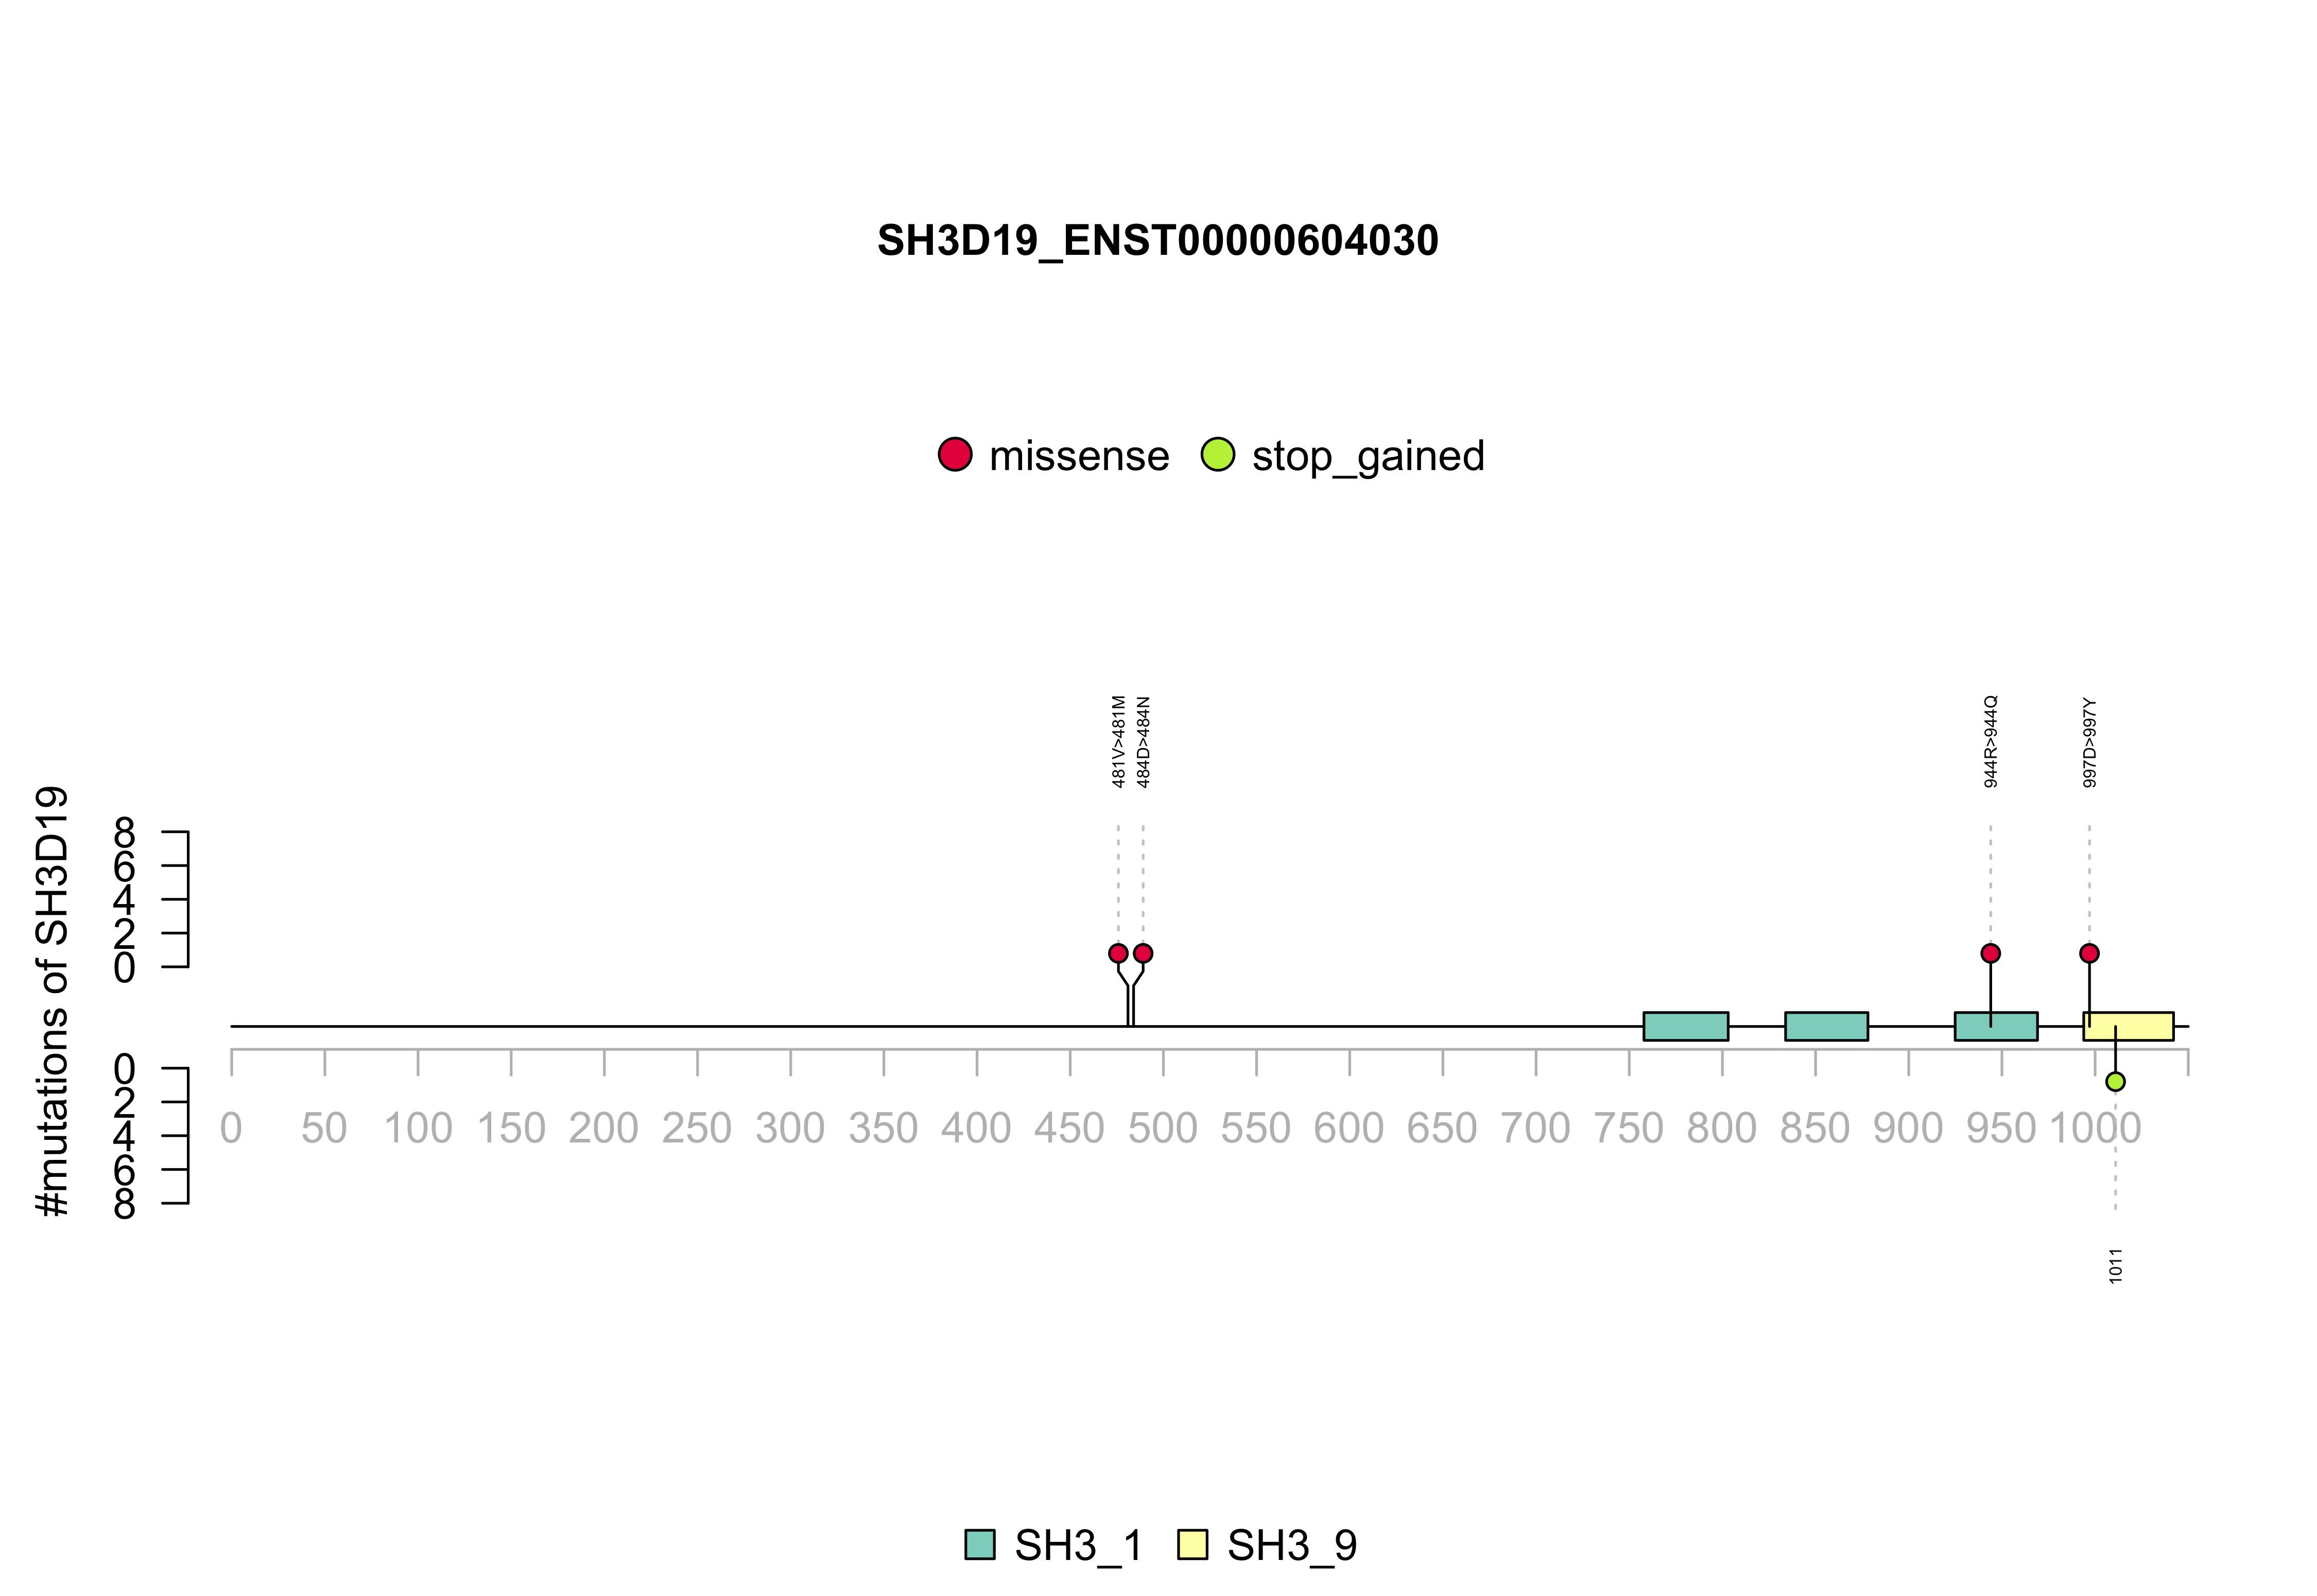 SH3D19_ENST00000604030
missense stop_gained
481V>481M
484D>484N
944R>944Q
997D>997Y
#mutations of SH3D19
8
6
4
2
0
0
2
4
6
8
0 50 100 150 200 250 300 350 400 450 500 550 600 650 700 750 800 850 900 950 1000
1011
SH3_1 SH3_9